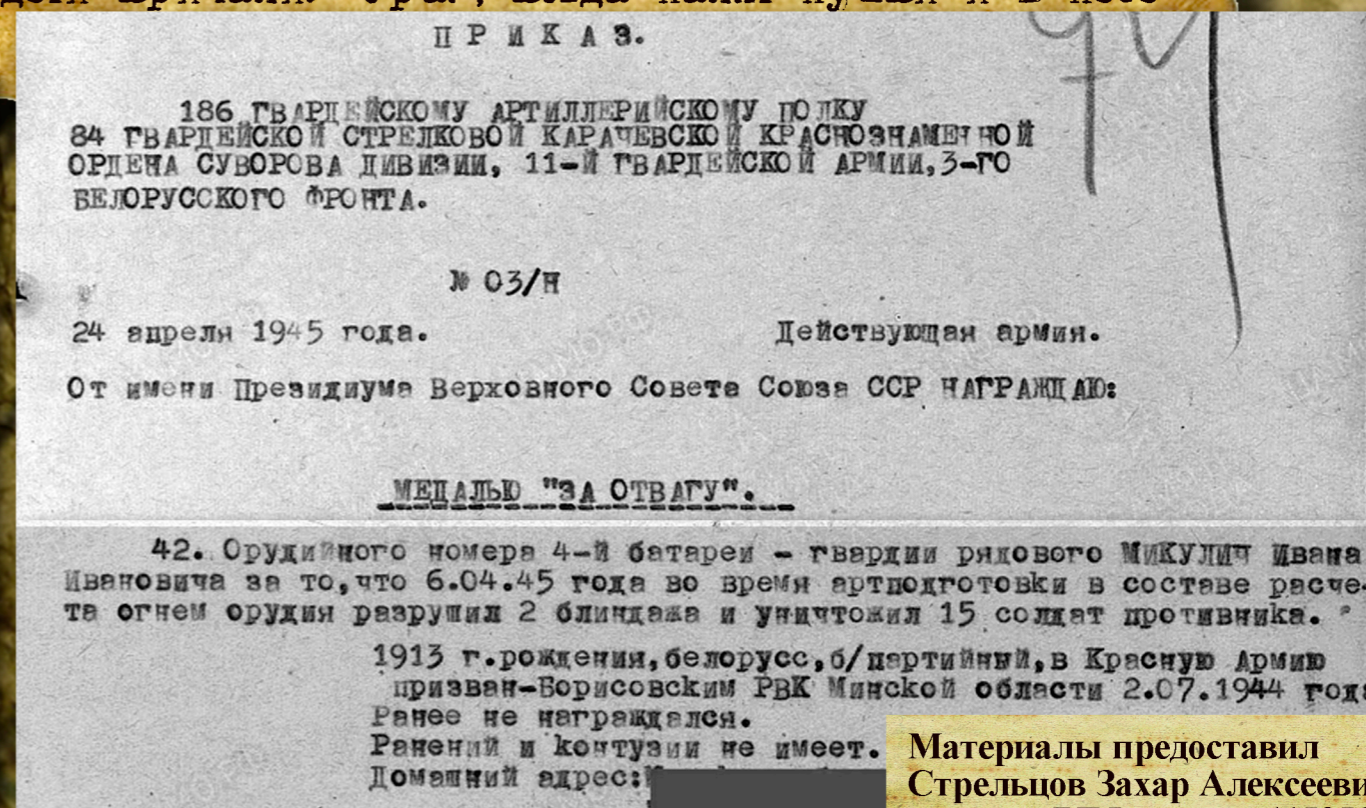 П Р И К А З.
186 ГВАРДЕЙСКОМУ АРТИЛЛЕРИЙСКОМУ ПОЛКУ
84 ГВАРДЕЙСКОЙ СТРЕЛКОВОЙ КАРАЧЕВСКОЙ КРАСНОЗНАМЕННОЙ
ОРДЕНА СУВОРОВА ДИВИЗИИ, 11-Й ГВАРДЕЙСКОЙ АРМИИ,3-ГО
БЕЛОРУССКОГО ФРОНТА.
№ 03/Н
24 апреля 1945 года. Действующая армия.
От имени Президиума Верховного Совета Союза ССР НАГРАЖДАЮ:
МЕДАЛЬЮ "ЗА ОТВАГУ".
42. Орудийного номера 4-й батареи - гвардии рядового МИКУЛИЧ Ивана
Ивановича за то,что 6.04.45 года во время артподготовки в составе расче-
та огнем орудия разрушил 2 блиндажа и уничтожил 15 солдат противника.
1913 г.рождения,белорусс,б/партийный,в Красную Армию
призван-Борисовским РВК Минской области 2.07.1944 года
Ранее не награждался.
Ранений и контузии не имеет.
Домашний адрес:
Материалы предоставил
Стрельцов Захар Алексееви